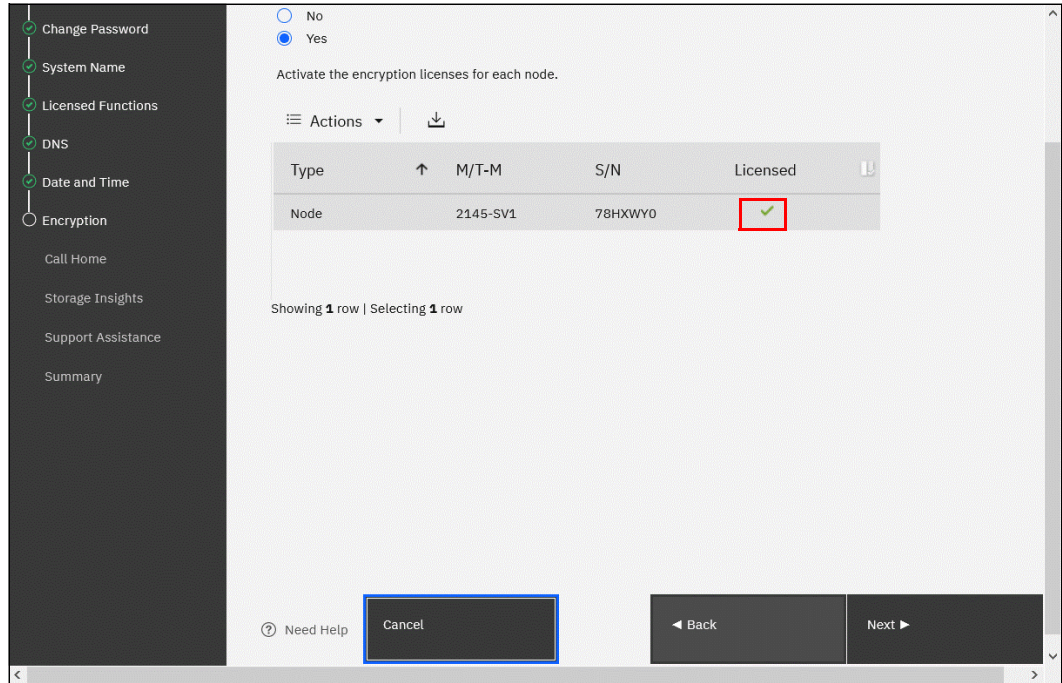 Change Password
System Name
Licensed Functions
DNS
Date and Time
Encryption
Call Home
Storage Insights
Support Assistance
Summary
No
Yes
Activate the encryption licenses for each node.
Actions
Type M/T-M S/N Licensed
Node 2145-SV1 78HXWY0
Showing 1 row | Selecting 1 row
Need Help
Cancel
Back
Next